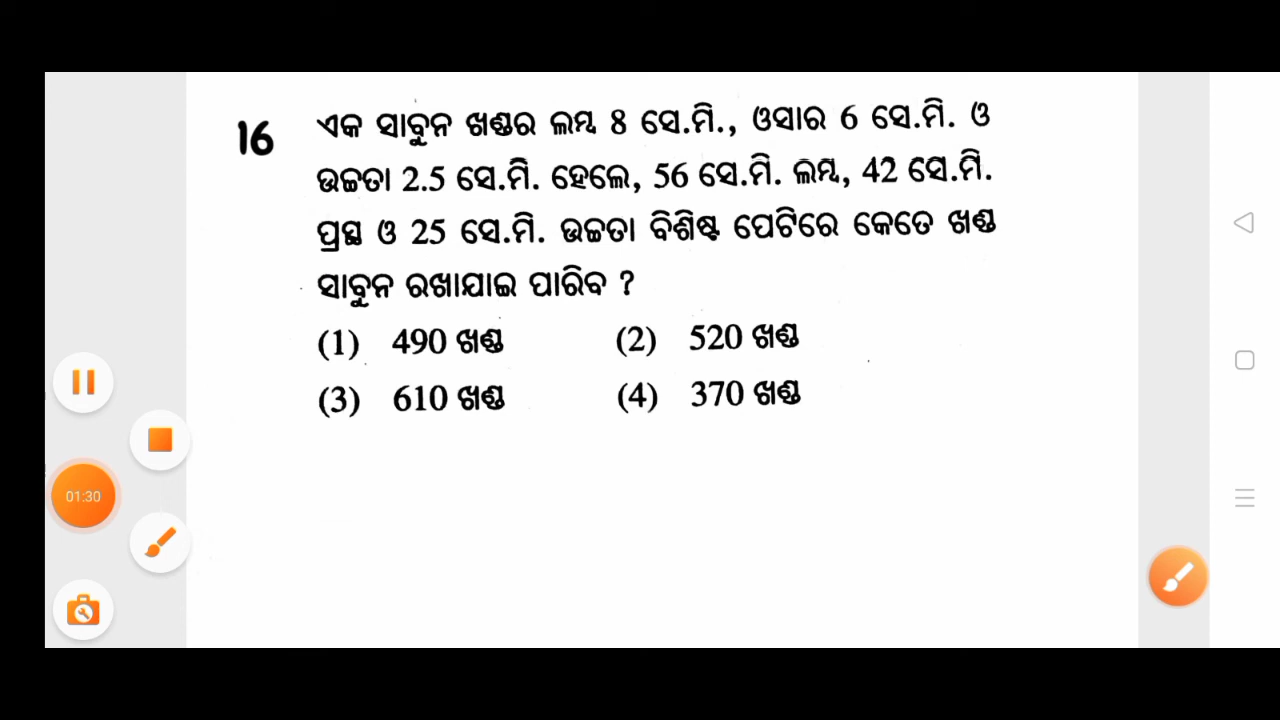 16 ଏକ ସାବୁନ ଖଣ୍ଡର ଲମ୍ବ 8 ସେ.ମି., ଓସାର 6 ସେ.ମି. ଓ
ଉଚ୍ଚତା 2.5 ସେ.ମି. ହେଲେ, 56 ସେ.ମି. ଲମ୍ବ, 42 ସେ.ମି.
ପ୍ରସ୍ଥ ଓ 25 ସେ.ମି. ଉଚ୍ଚତା ବିଶିଷ୍ଟ ପେଟିରେ କେତେ ଖଣ୍ଡ
ସାବୁନ ରଖାଯାଇ ପାରିବ ?
(1) 490 ଖଣ୍ଡ (2) 520 ଖଣ୍ଡ
(3) 610 ଖଣ୍ଡ (4) 370 ଖଣ୍ଡ
01:30